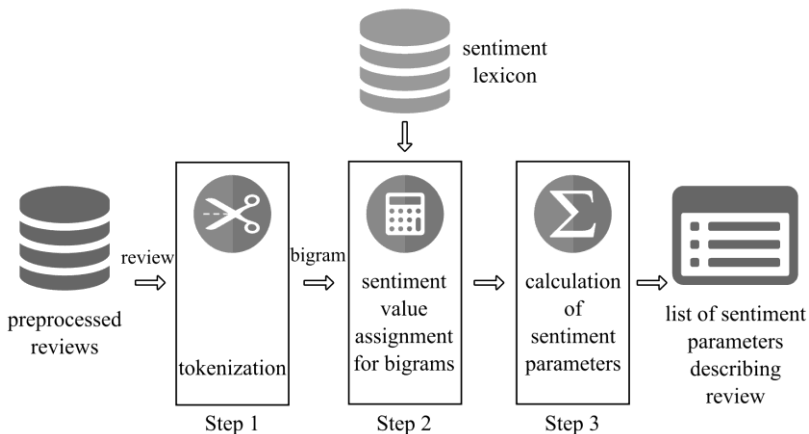 sentiment
lexicon
preprocessed
reviews
review
tokenization
Step 1
bigram
sentiment
value
assignment
for bigrams
Step 2
Σ
calculation
of
sentiment
parameters
Step 3
list of sentiment
parameters
describing
review